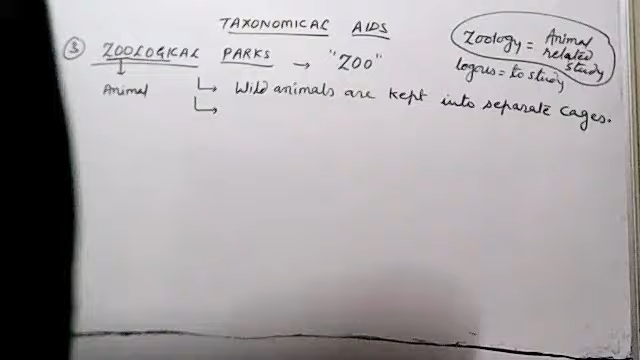 TAXONOMICAL AIDS
③ ZOOLOGICAL PARKS → "ZOO"
Animal
Zoology = Animal
related
study
logus = to study
↳ Wild animals are kept into separate cages.
↳